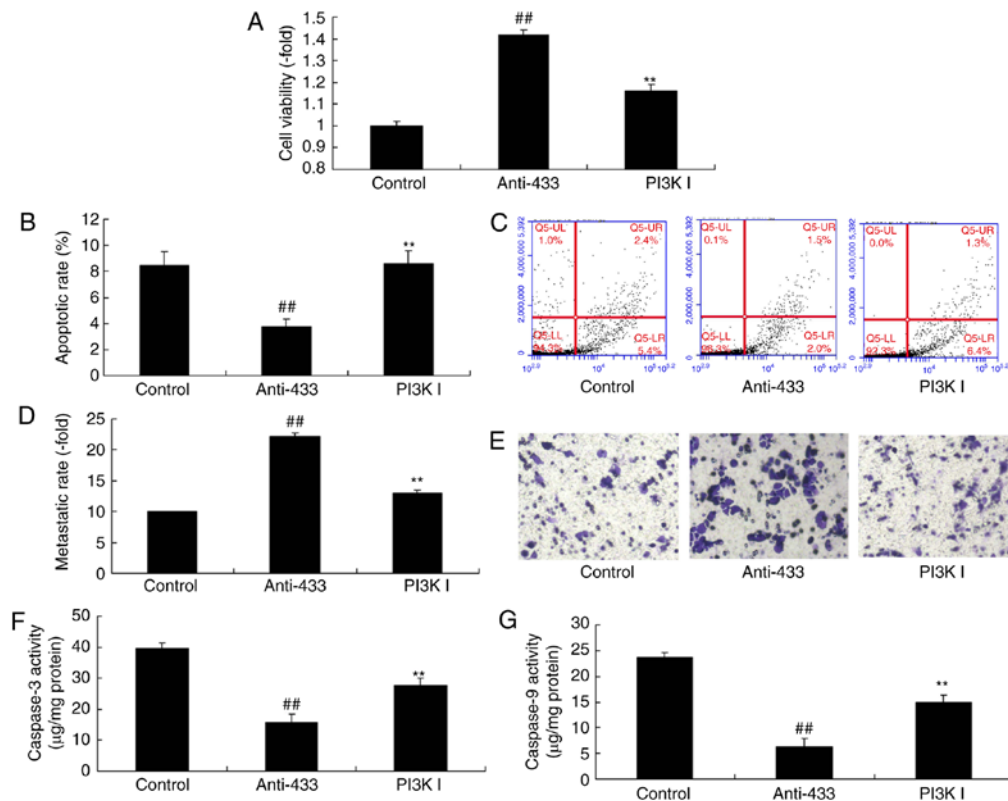 A
Cell viability (-fold)
1.5
1.4
1.3
1.2
1.1
1
0.9
0.8
##
**
Control Anti-433 PI3K I
B
Apoptotic rate (%)
12
10
8
6
4
2
0
##
**
Control Anti-433 PI3K I
C
Q5-UL Q5-UR
1.0% 2.4%
Q5-LL Q5-LR
5.4%
Control
Q5-UL Q5-UR
0.1% 1.5%
Q5-LL Q5-LR
2.0%
Anti-433
Q5-UL Q5-UR
0.0% 1.3%
Q5-LL Q5-LR
92.3% 6.4%
PI3K I
D
Metastatic rate (-fold)
25
20
15
10
5
0
##
**
Control Anti-433 PI3K I
E
Control Anti-433 PI3K I
F
Caspase-3 activity
(µg/mg protein)
50
40
30
20
10
0
##
**
Control Anti-433 PI3K I
G
Caspase-9 activity
(µg/mg protein)
30
25
20
15
10
5
0
##
**
Control Anti-433 PI3K I